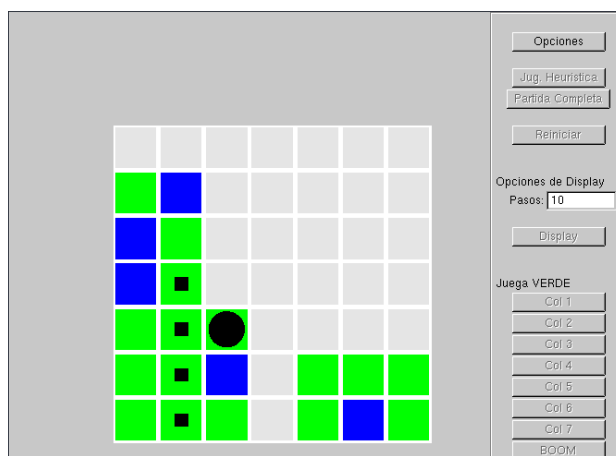 Opciones
Jug. Heuristica
Partida Completa
Reiniciar
Opciones de Display
Pasos: 10
Display
Juega VERDE
Col 1
Col 2
Col 3
Col 4
Col 5
Col 6
Col 7
BOOM